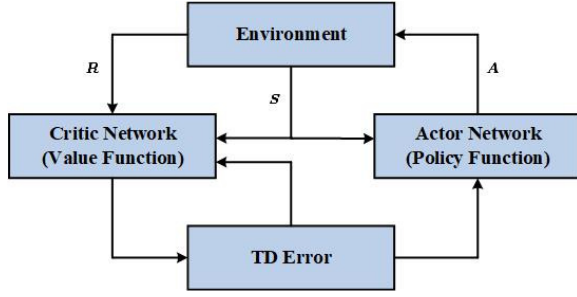 Environment
R
A
S
Critic Network
(Value Function)
Actor Network
(Policy Function)
TD Error